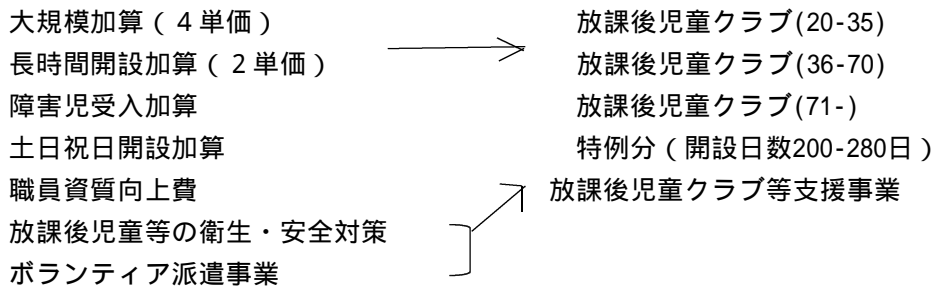 大規模加算（４単価）
長時間開設加算（２単価）
障害児受入加算
土日祝日開設加算
職員資質向上費
放課後児童等の衛生・安全対策
ボランティア派遣事業
放課後児童クラブ(20-35)
放課後児童クラブ(36-70)
放課後児童クラブ(71-)
特例分（開設日数200-280日）
放課後児童クラブ等支援事業